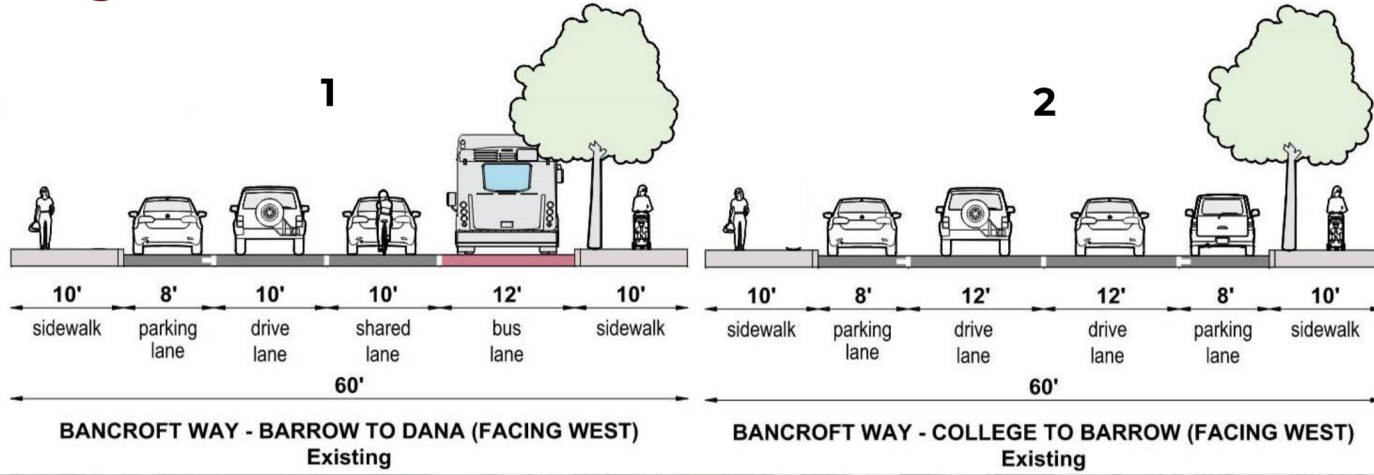 1
10' 8' 10' 10' 12' 10'
sidewalk parking lane drive lane shared lane bus lane sidewalk
60'
BANCROFT WAY - BARROW TO DANA (FACING WEST)
Existing
2
10' 8' 12' 12' 8' 10'
sidewalk parking lane drive lane drive lane parking lane sidewalk
60'
BANCROFT WAY - COLLEGE TO BARROW (FACING WEST)
Existing